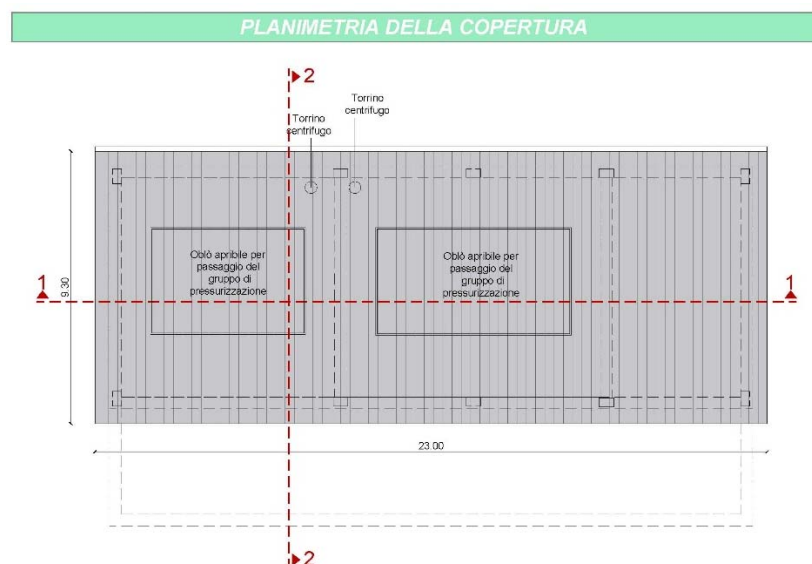 PLANIMETRIA DELLA COPERTURA
2
Torrino
centrifugo
Torrino
centrifugo
Oblò apribile per
passaggio del
gruppo di
pressurizzazione
Oblò apribile per
passaggio del
gruppo di
pressurizzazione
1
9.30
1
23.00
2